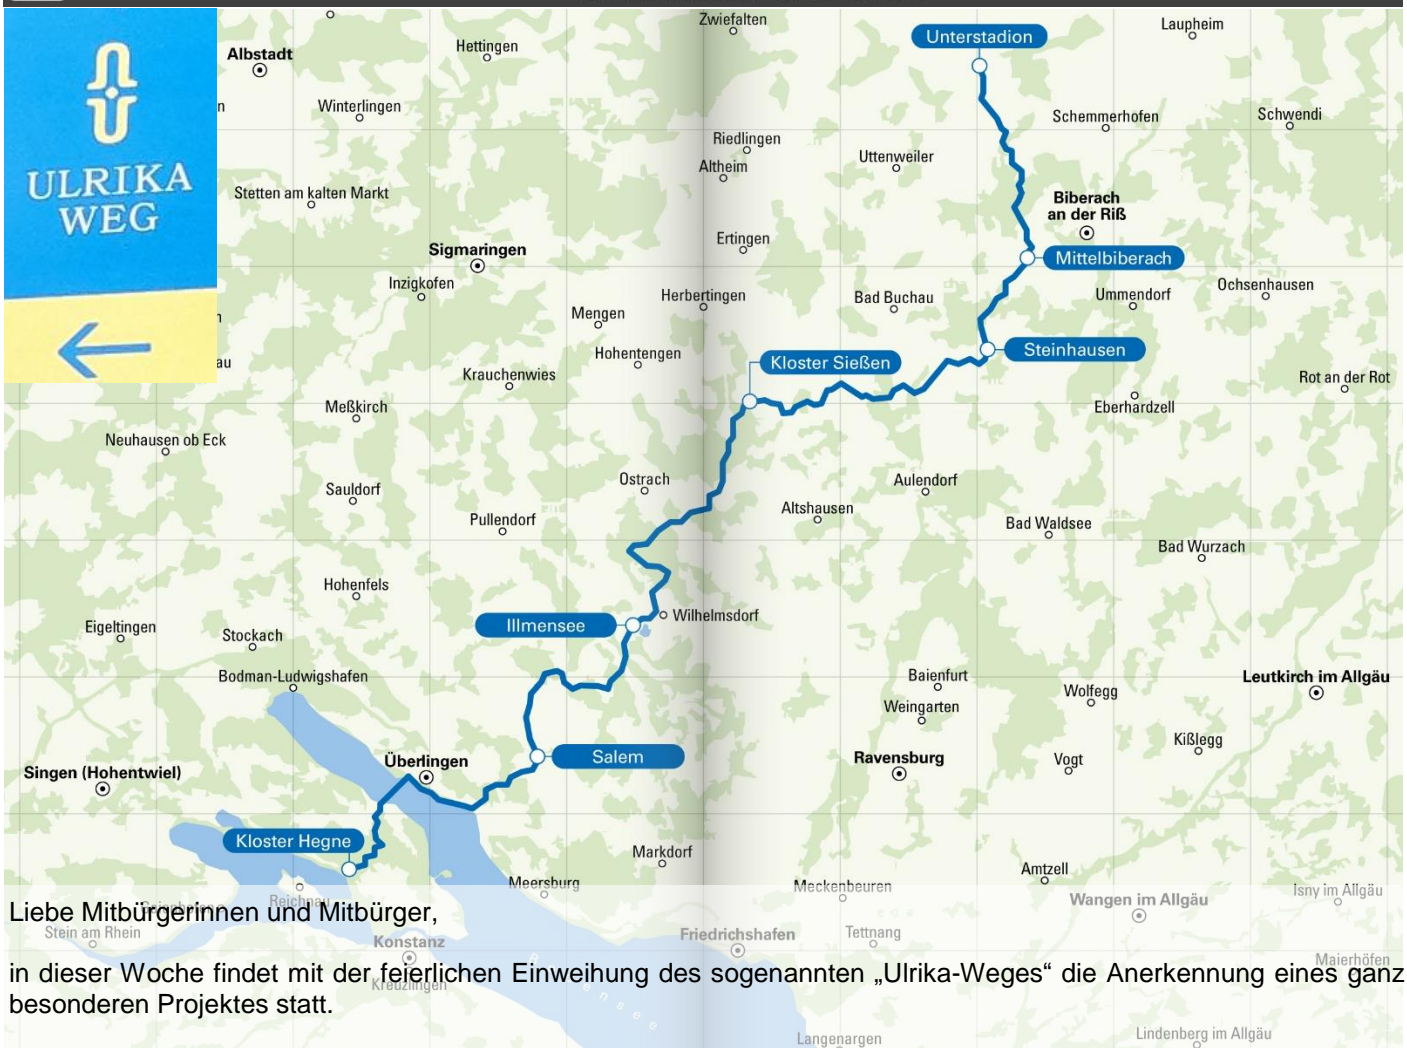 ULRIKA
WEG
Zwiefalten
Unterstadion
Laupheim
Albstadt
Hettingen
Winterlingen
Schemmerhofen
Schwendi
Riedlingen
Altheim
Uttenweiler
Stetten am kalten Markt
Biberach
an der Riß
Sigmaringen
Ertingen
Mittelbiberach
Inzigkofen
Herbertingen
Bad Buchau
Ummendorf
Ochsenhausen
Mengen
Hohentengen
Kloster Sießen
Steinhausen
au
Krauchenwies
Rot an der Rot
Meßkirch
Eberhardzell
Neuhausen ob Eck
Ostrach
Aulendorf
Sauldorf
Pullendorf
Altshausen
Bad Waldsee
Bad Wurzach
Hohenfels
Eigeltingen
Stockach
Illmensee
Wilhelmsdorf
Bodman-Ludwigshafen
Baienfurt
Weingarten
Wolfegg
Leutkirch im Allgäu
Kißlegg
Singen (Hohentwiel)
Überlingen
Salem
Ravensburg
Vogt
Kloster Hegne
Markdorf
Amtzell
Meersburg
Meckenbeuren
Isny im Allgäu
Reichnau
Wangen im Allgäu
Liebe Mitbürgerinnen und Mitbürger,
Stein am Rhein
Konstanz
Friedrichshafen
Tettnang
Maierhöfen
in dieser Woche findet mit der feierlichen Einweihung des sogenannten „Ulrika-Weges“ die Anerkennung eines ganz
Kreuzlingen
besonderen Projektes statt.
Bodensee
Langenargen
Lindenberg im Allgäu